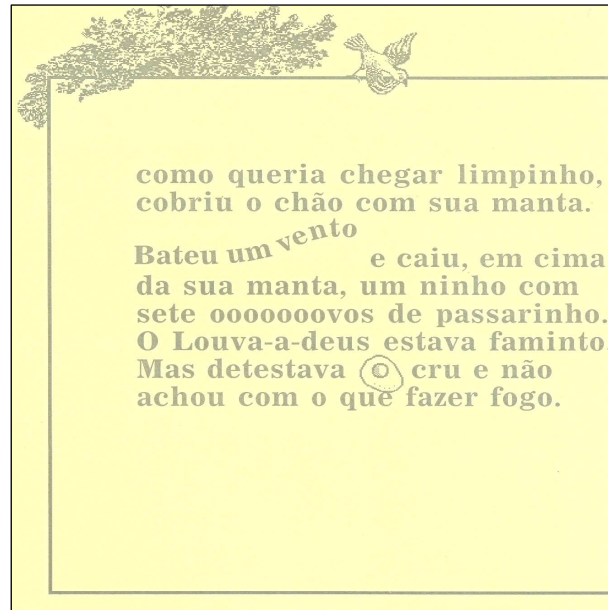 como queria chegar limpinho,
cobriu o chão com sua manta.
Bateu um vento
e caiu, em cima
da sua manta, um ninho com
sete ooooooovos de passarinho.
O Louva-a-deus estava faminto.
Mas detestava cru e não
achou com o que fazer fogo.